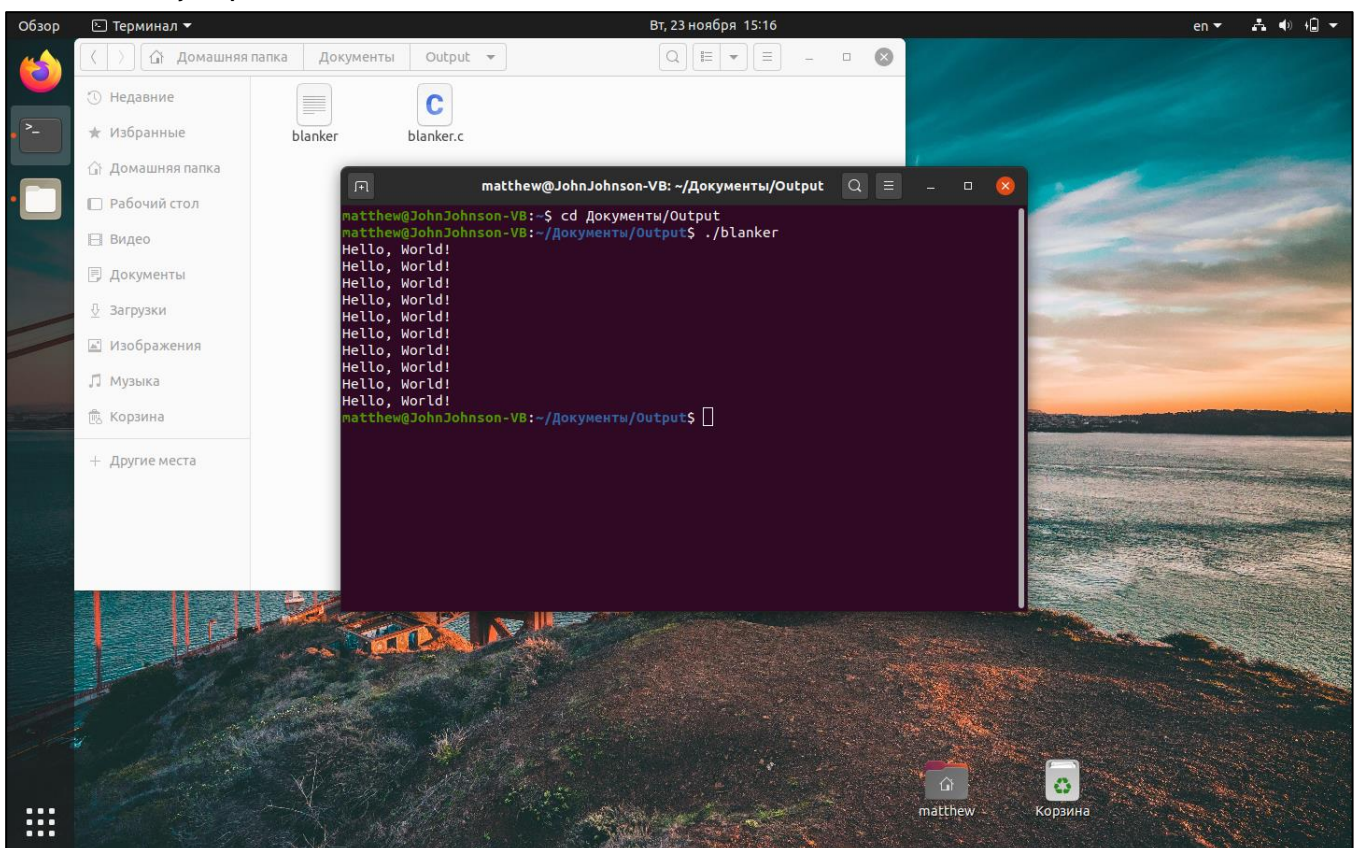 Обзор
Терминал
Вт, 23 ноября 15:16
en
Домашняя папка
Документы
Output
Недавние
Избранные
Домашняя папка
Рабочий стол
Видео
Документы
Загрузки
Изображения
Музыка
Корзина
+ Другие места
blanker
C
blanker.c
matthew@JohnJohnson-VB: ~/Документы/Output
matthew@JohnJohnson-VB:~$ cd Документы/Output
matthew@JohnJohnson-VB:~/Документы/Output$ ./blanker
Hello, World!
Hello, World!
Hello, World!
Hello, World!
Hello, World!
Hello, World!
Hello, World!
Hello, World!
Hello, World!
Hello, World!
matthew@JohnJohnson-VB:~/Документы/Output$
matthew
Корзина